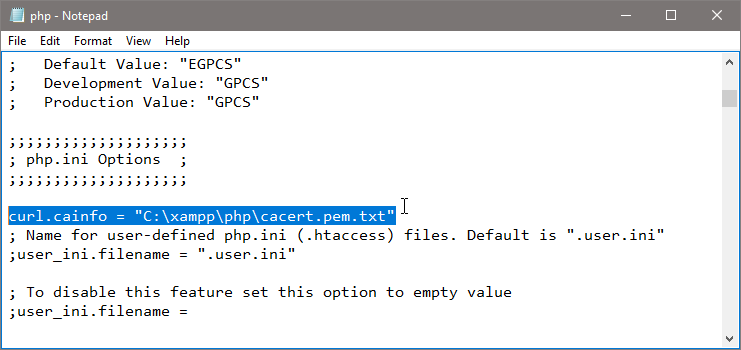 php - Notepad
File Edit Format View Help
;   Default Value: "EGPCS"
;   Development Value: "GPCS"
;   Production Value: "GPCS"
;;;;;;;;;;;;;;;;;;;;
; php.ini Options  ;
;;;;;;;;;;;;;;;;;;;;
curl.cainfo = "C:\xampp\php\cacert.pem.txt"
; Name for user-defined php.ini (.htaccess) files. Default is ".user.ini"
;user_ini.filename = ".user.ini"
; To disable this feature set this option to empty value
;user_ini.filename =